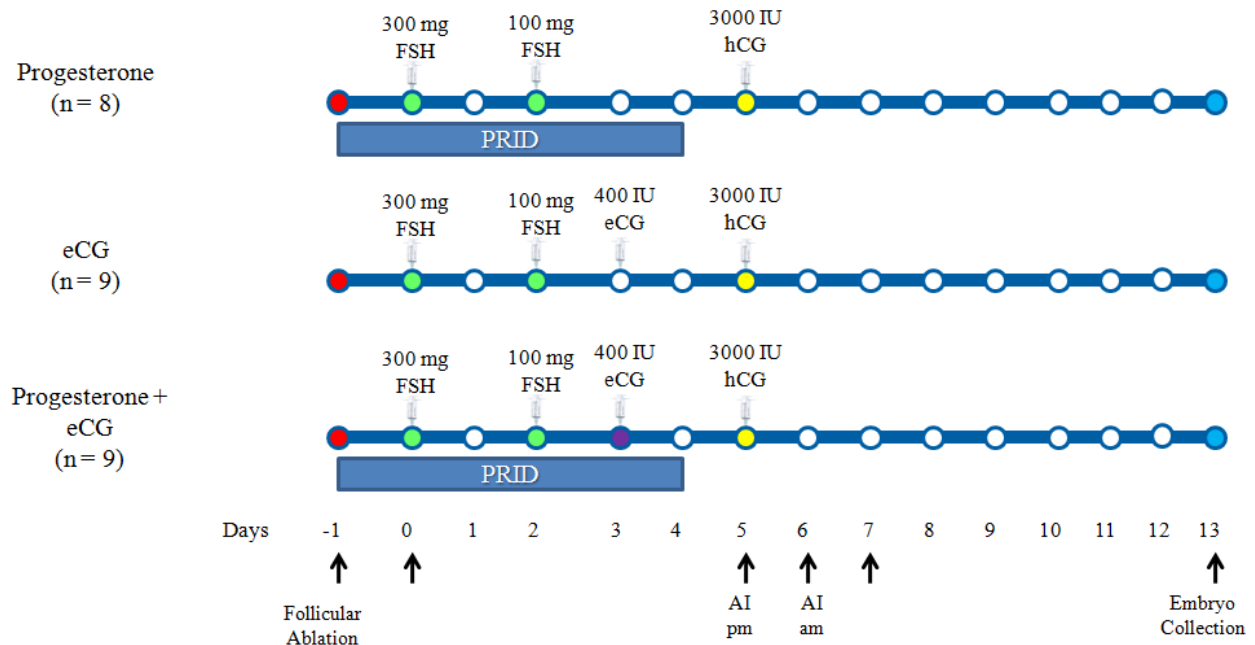 300 mg
FSH
100 mg
FSH
3000 IU
hCG
Progesterone
(n = 8)
PRID
300 mg
FSH
100 mg
FSH
400 IU
eCG
3000 IU
hCG
eCG
(n = 9)
300 mg
FSH
100 mg
FSH
400 IU
eCG
3000 IU
hCG
Progesterone +
eCG
(n = 9)
PRID
Days -1 0 1 2 3 4 5 6 7 8 9 10 11 12 13
Follicular
Ablation
AI
pm
AI
am
Embryo
Collection